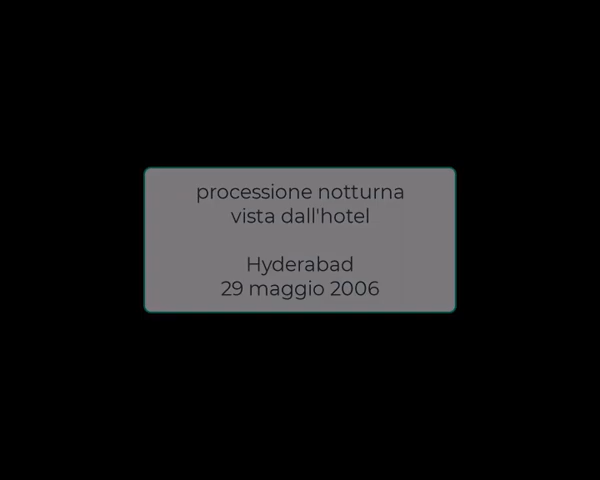 processione notturna
vista dall'hotel
Hyderabad
29 maggio 2006